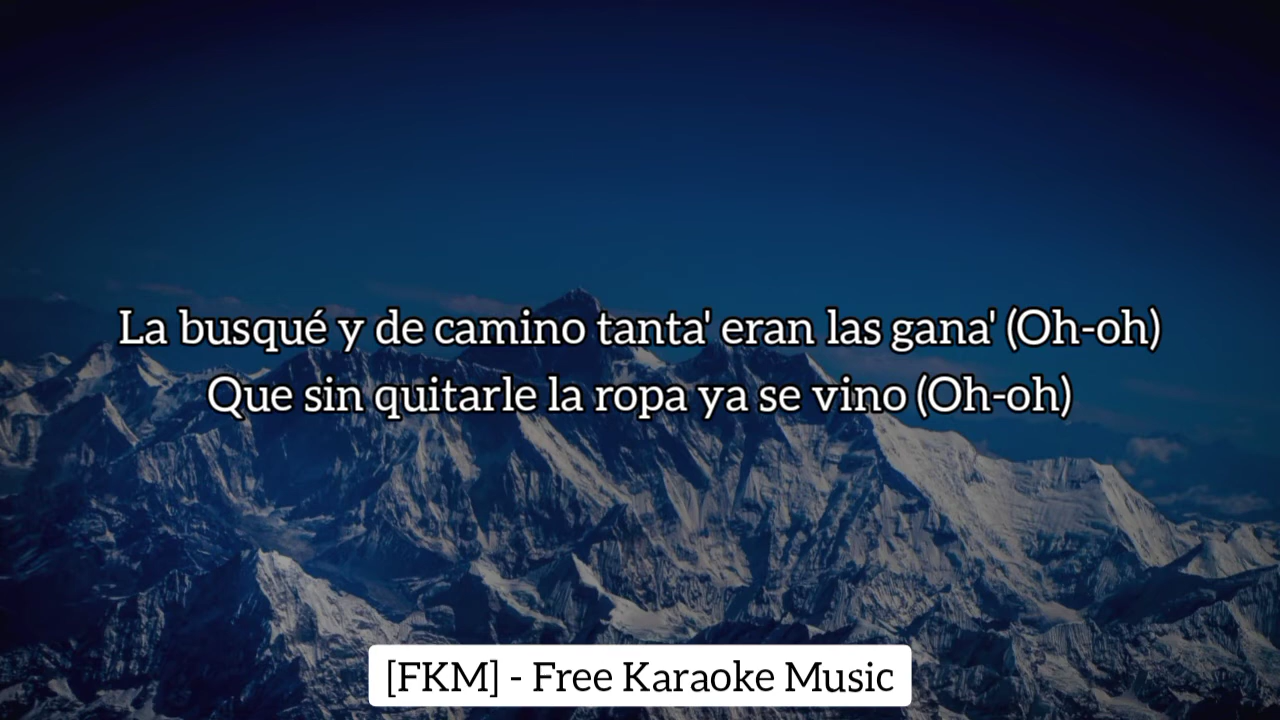 La busqué y de camino tanta' eran las gana' (Oh-oh)
Que sin quitarle la ropa ya se vino (Oh-oh)
[FKM] - Free Karaoke Music